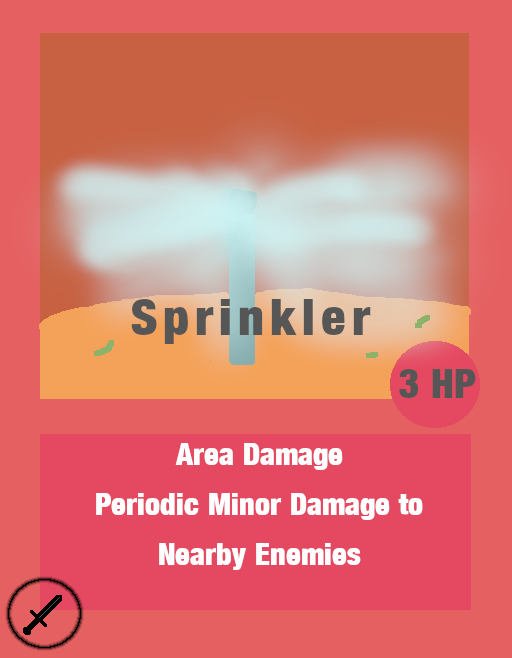 Sprinkler
3 HP
Area Damage
Periodic Minor Damage to
Nearby Enemies